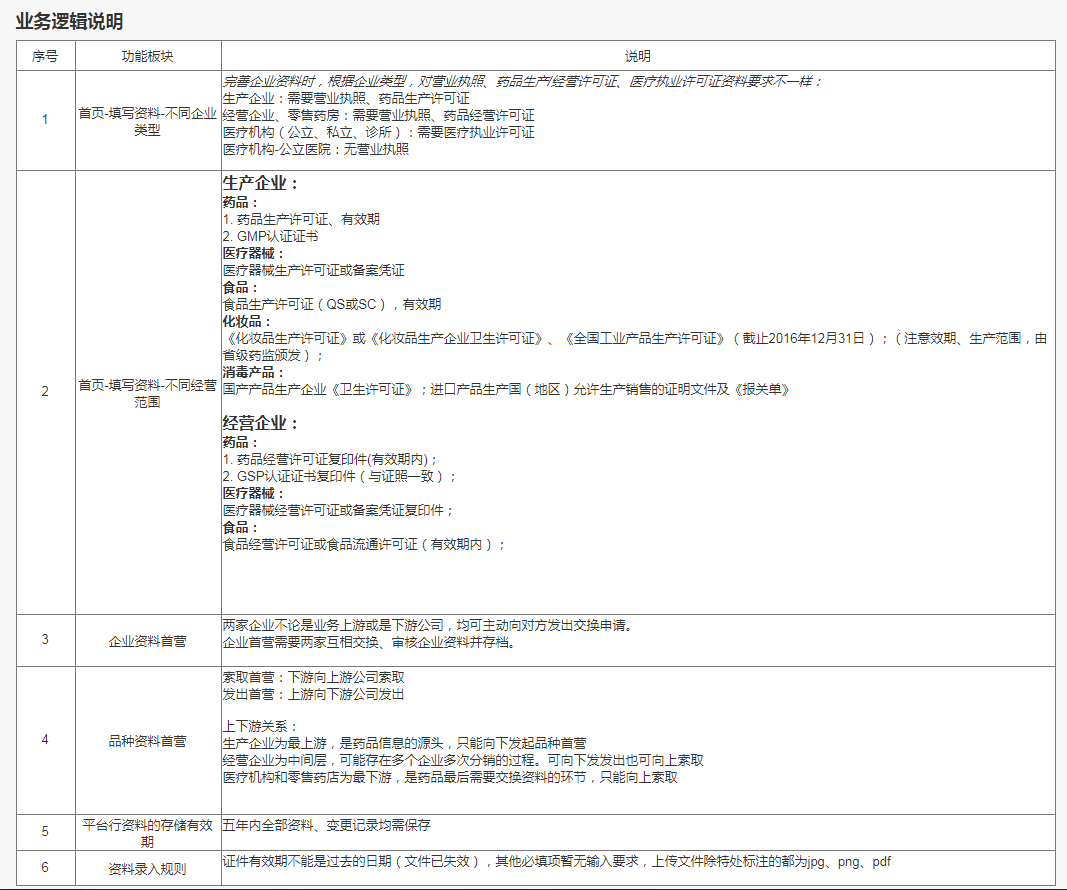 业务逻辑说明
序号 功能板块 说明
1
首页-填写资料-不同企业
类型
完善企业资料时，根据企业类型，对营业执照、药品生产/经营许可证、医疗执业许可证资料要求不一样：
生产企业：需要营业执照、药品生产许可证
经营企业、零售药房：需要营业执照、药品经营许可证
医疗机构（公立、私立、诊所）：需要医疗执业许可证
医疗机构-公立医院：无营业执照
2
首页-填写资料-不同经营
范围
生产企业：
药品：
1. 药品生产许可证、有效期
2. GMP认证证书
医疗器械：
医疗器械生产许可证或备案凭证
食品：
食品生产许可证（QS或SC），有效期
化妆品：
《化妆品生产许可证》或《化妆品生产企业卫生许可证》、《全国工业产品生产许可证》（截止2016年12月31日）；（注意效期、生产范围，由
省级药监颁发）；
消毒产品：
国产产品生产企业《卫生许可证》；进口产品生产国（地区）允许生产销售的证明文件及《报关单》
经营企业：
药品：
1. 药品经营许可证复印件(有效期内)；
2. GSP认证证书复印件（与证照一致）；
医疗器械：
医疗器械经营许可证或备案凭证复印件；
食品：
食品经营许可证或食品流通许可证（有效期内）；
3
企业资料首营
两家企业不论是业务上游或是下游公司，均可主动向对方发出交换申请。
企业首营需要两家互相交换、审核企业资料并存档。
4
品种资料首营
索取首营：下游向上游公司索取
发出首营：上游向下游公司发出
上下游关系：
生产企业为最上游，是药品信息的源头，只能向下发起品种首营
经营企业为中间层，可能存在多个企业多次分销的过程。可向下发发出也可向上索取
医疗机构和零售药店为最下游，是药品最后需要交换资料的环节，只能向上索取
5
平台行资料的存储有效
期
五年内全部资料、变更记录均需保存
6
资料录入规则
证件有效期不能是过去的日期（文件已失效），其他必填项暂无输入要求，上传文件除特处标注的都为jpg、png、pdf